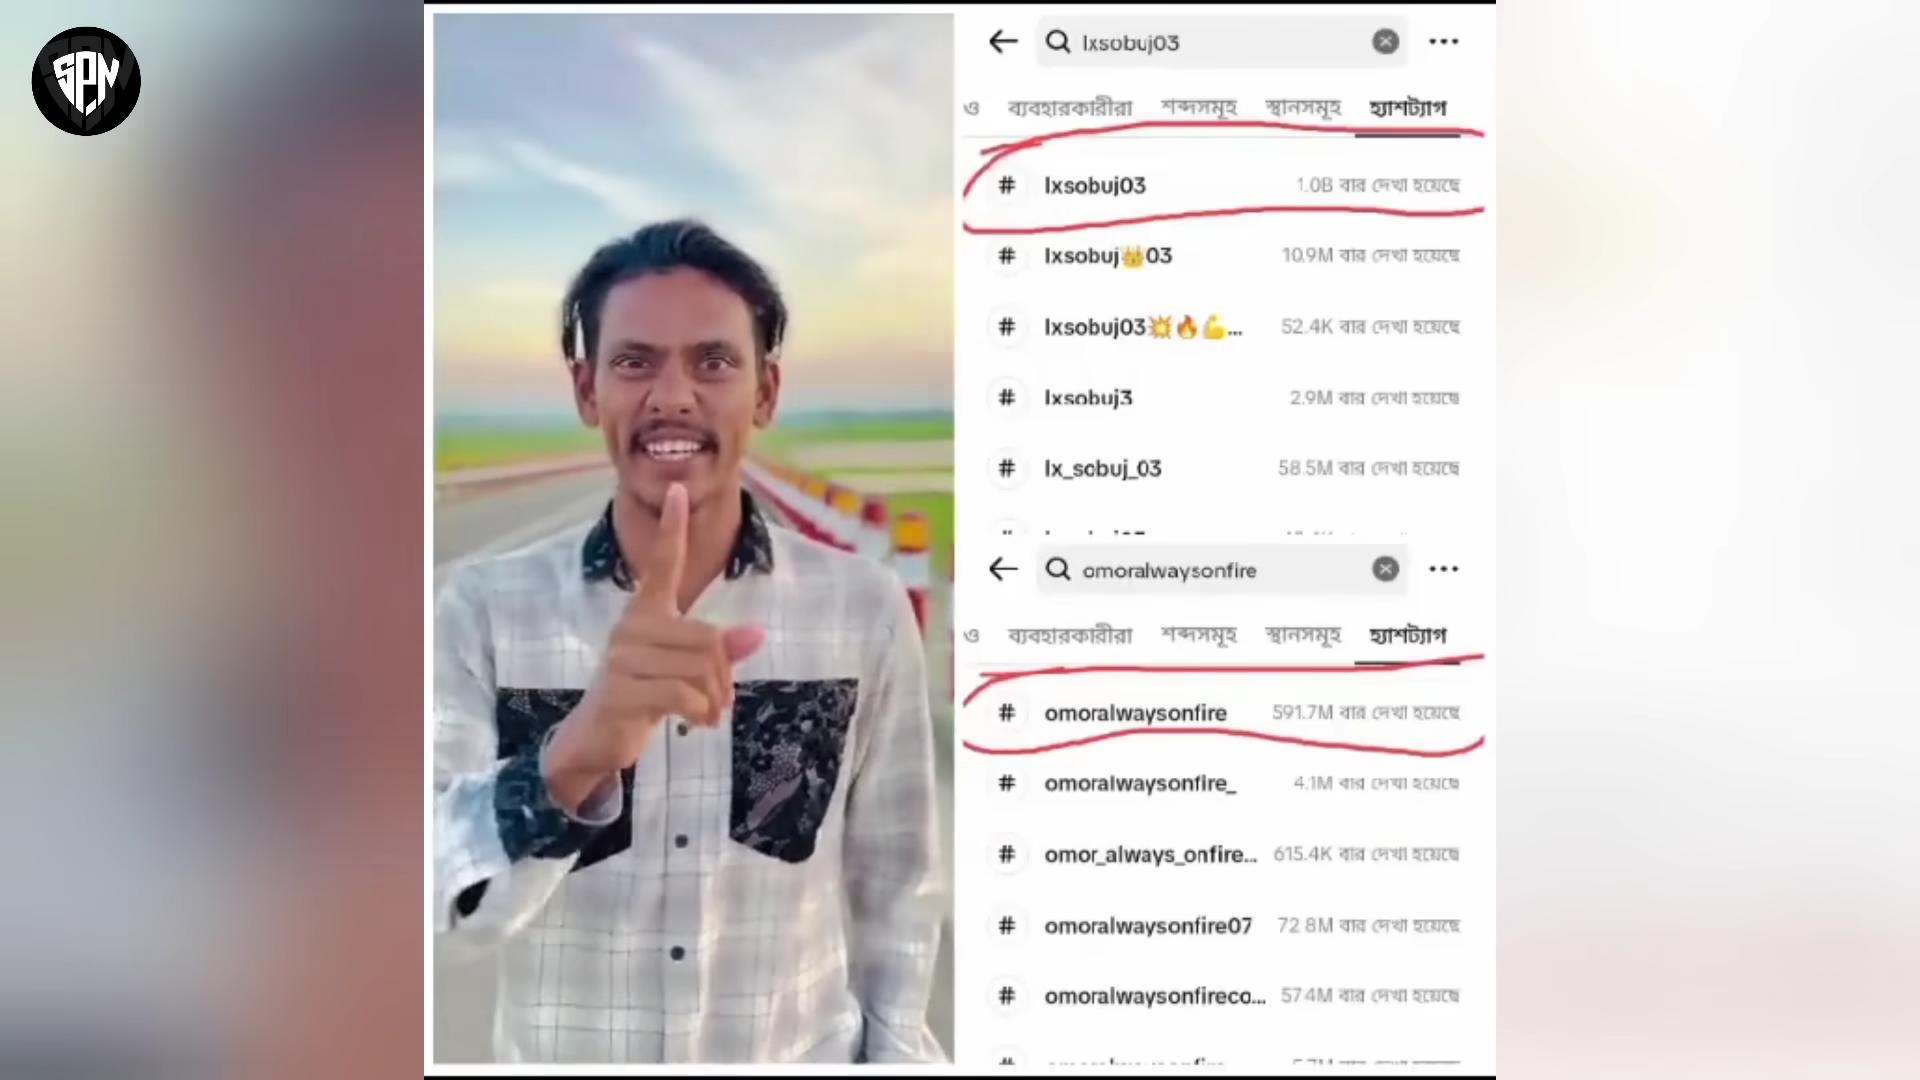 SPN
lxsobuj03
ও ব্যবহারকারীরা শব্দসমূহ স্থানসমূহ হ্যাশট্যাগ
# lxsobuj03 1.0B বার দেখা হয়েছে
# lxsobuj👑03 10.9M বার দেখা হয়েছে
# lxsobuj03💥🔥💪... 52.4K বার দেখা হয়েছে
# lxsobuj3 2.9M বার দেখা হয়েছে
# lx_sobuj_03 58.5M বার দেখা হয়েছে
omoralwaysonfire
ও ব্যবহারকারীরা শব্দসমূহ স্থানসমূহ হ্যাশট্যাগ
# omoralwaysonfire 591.7M বার দেখা হয়েছে
# omoralwaysonfire_ 4.1M বার দেখা হয়েছে
# omor_always_onfire... 615.4K বার দেখা হয়েছে
# omoralwaysonfire07 72.8M বার দেখা হয়েছে
# omoralwaysonfireco... 57.4M বার দেখা হয়েছে